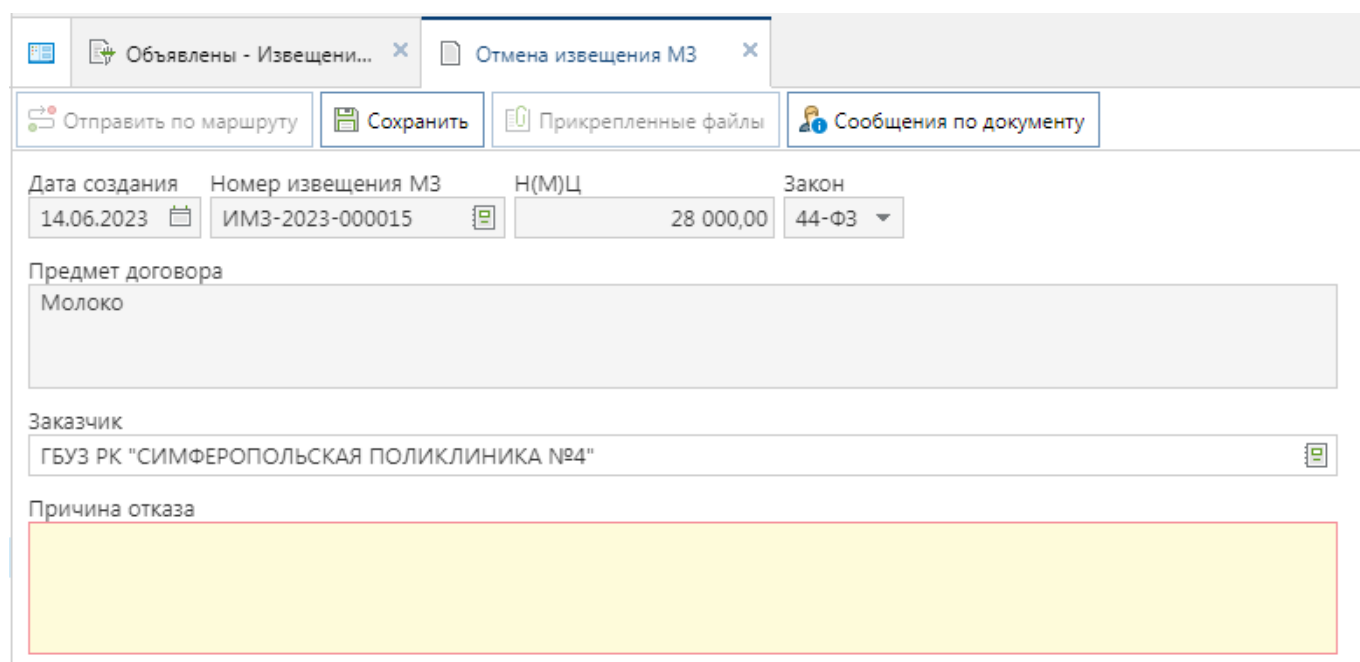 Объявлены - Извещени...
Отмена извещения МЗ
Отправить по маршруту Сохранить Прикрепленные файлы Сообщения по документу
Дата создания Номер извещения МЗ Н(М)Ц Закон
14.06.2023 ИМЗ-2023-000015 28 000,00 44-ФЗ
Предмет договора
Молоко
Заказчик
ГБУЗ РК "СИМФЕРОПОЛЬСКАЯ ПОЛИКЛИНИКА №4"
Причина отказа